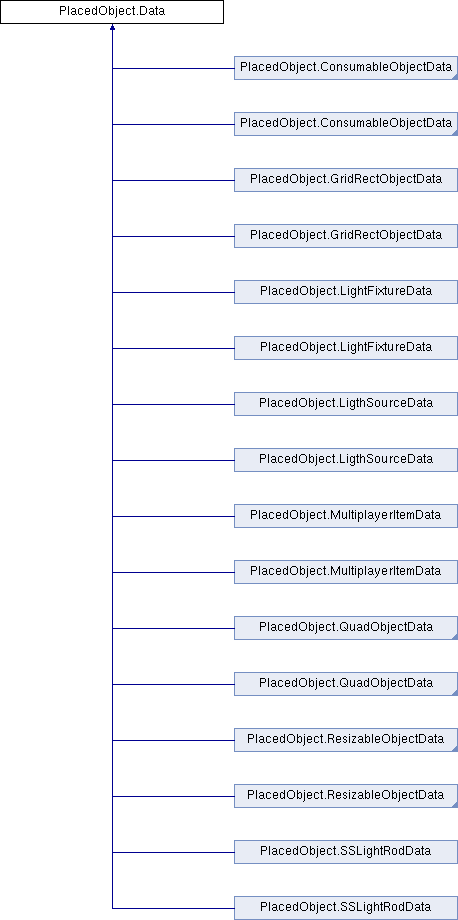 PlacedObject.Data
PlacedObject.ConsumableObjectData
PlacedObject.ConsumableObjectData
PlacedObject.GridRectObjectData
PlacedObject.GridRectObjectData
PlacedObject.LightFixtureData
PlacedObject.LightFixtureData
PlacedObject.LigthSourceData
PlacedObject.LigthSourceData
PlacedObject.MultiplayerItemData
PlacedObject.MultiplayerItemData
PlacedObject.QuadObjectData
PlacedObject.QuadObjectData
PlacedObject.ResizableObjectData
PlacedObject.ResizableObjectData
PlacedObject.SSLightRodData
PlacedObject.SSLightRodData